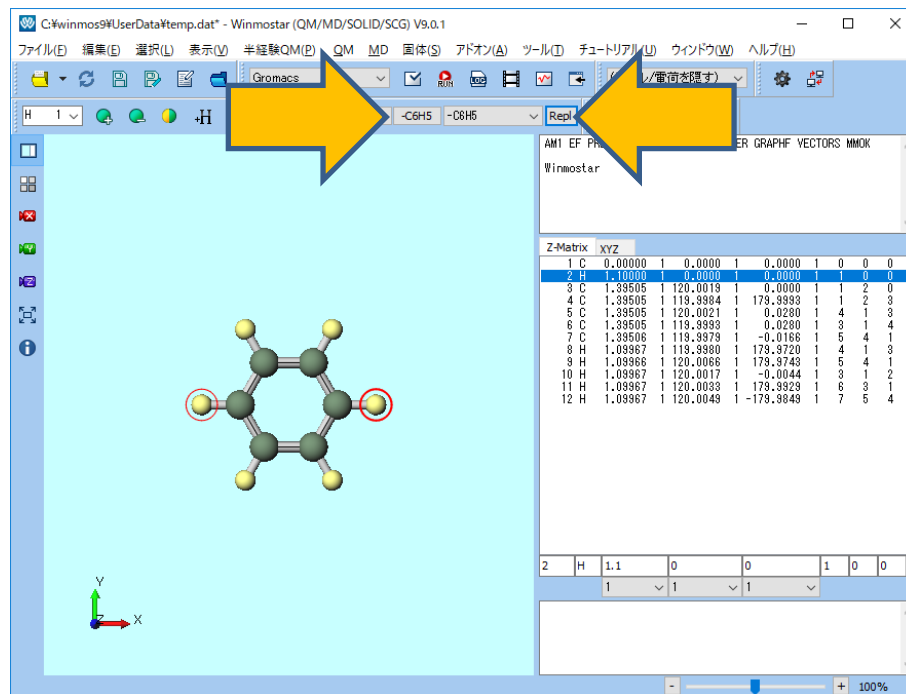 C:¥winmos9¥UserData¥temp.dat* - Winmostar (QM/MD/SOLID/SCG) V9.0.1
ファイル(F) 編集(E) 選択(L) 表示(V) 半経験QM(P) QM MD 固体(S) アドオン(A) ツール(T) チュートリアル(U) ウィンドウ(W) ヘルプ(H)
Gromacs /電荷を隠す)
RUN LOG
H 1 +H -C6H5 -C6H5 Repl
AM1 EF ER GRAPHF VECTORS MMOK
Winmostar
Z-Matrix XYZ
1 C 0.00000 1 0.0000 1 0.0000 1 0 0 0
2 H 1.10000 1 0.0000 1 0.0000 1 1 0 0
3 C 1.39505 1 120.0019 1 0.0000 1 1 2 0
4 C 1.39505 1 119.9984 1 179.9993 1 1 2 3
5 C 1.39505 1 120.0021 1 0.0280 1 4 1 3
6 C 1.39505 1 119.9993 1 0.0280 1 3 1 4
7 C 1.39506 1 119.9979 1 -0.0166 1 5 4 1
8 H 1.09967 1 119.9980 1 179.9720 1 4 1 3
9 H 1.09966 1 120.0066 1 179.9743 1 5 4 1
10 H 1.09967 1 120.0017 1 -0.0044 1 3 1 2
11 H 1.09967 1 120.0033 1 179.9929 1 6 3 1
12 H 1.09967 1 120.0049 1 -179.9849 1 7 5 4
2 H 1.1 0 0 1 0 0
1 1 1
Y
Z X
- + 100%